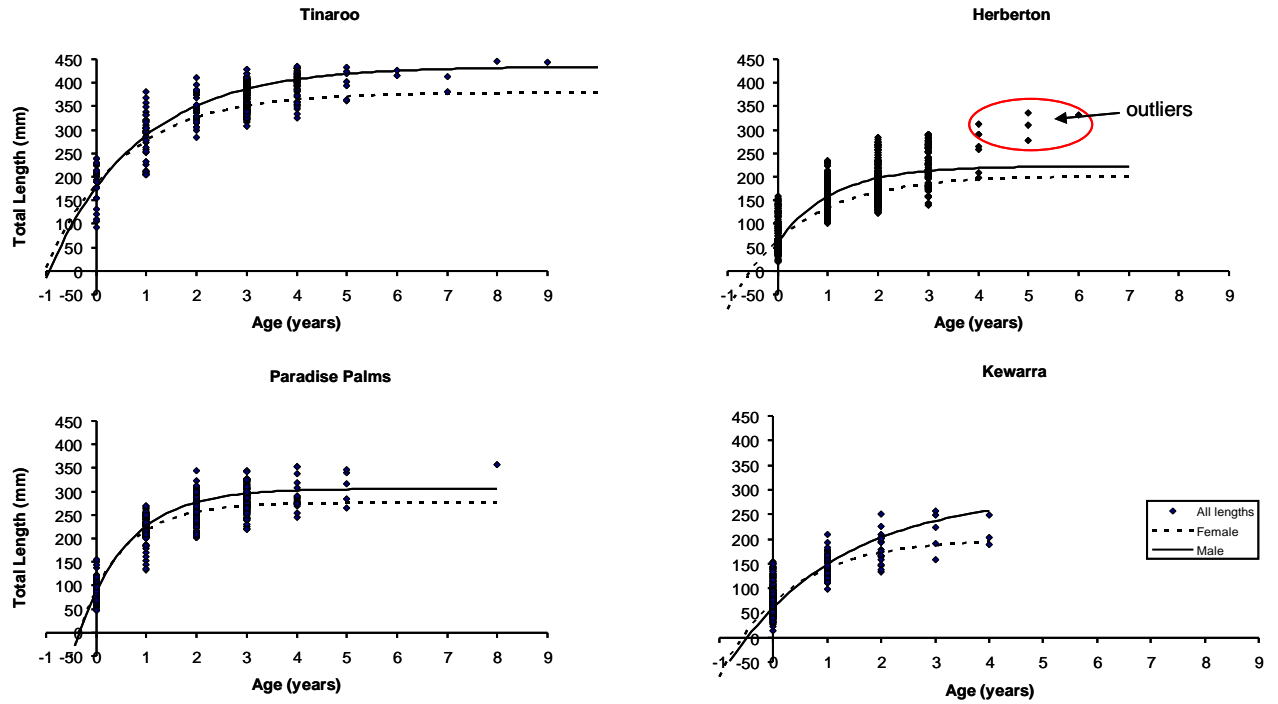 Tinaroo
Total Length (mm)
450
400
350
300
250
200
150
100
50
0
-50
-1 0 1 2 3 4 5 6 7 8 9
Age (years)
Herberton
450
400
350
300
250
200
150
100
50
0
-50
outliers
-1 0 1 2 3 4 5 6 7 8 9
Age (years)
Paradise Palms
Total Length (mm)
450
400
350
300
250
200
150
100
50
0
-50
-1 0 1 2 3 4 5 6 7 8 9
Age (years)
Kewarra
450
400
350
300
250
200
150
100
50
0
-50
-1 0 1 2 3 4 5 6 7 8 9
Age (years)
All lengths
Female
Male